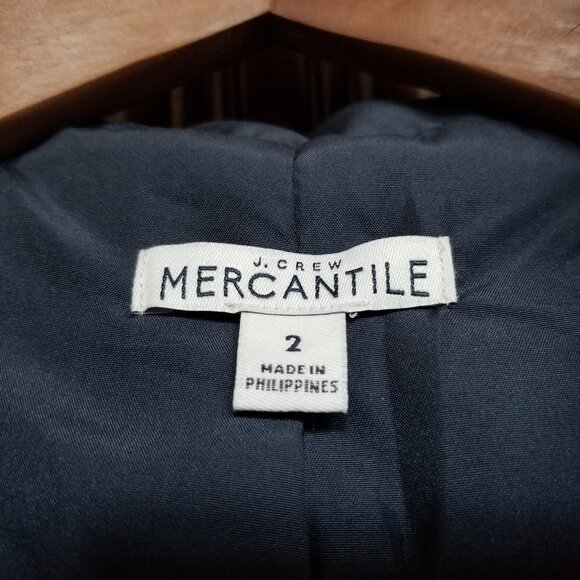 J.CREW
MERCANTILE
2
MADE IN
PHILIPPINES